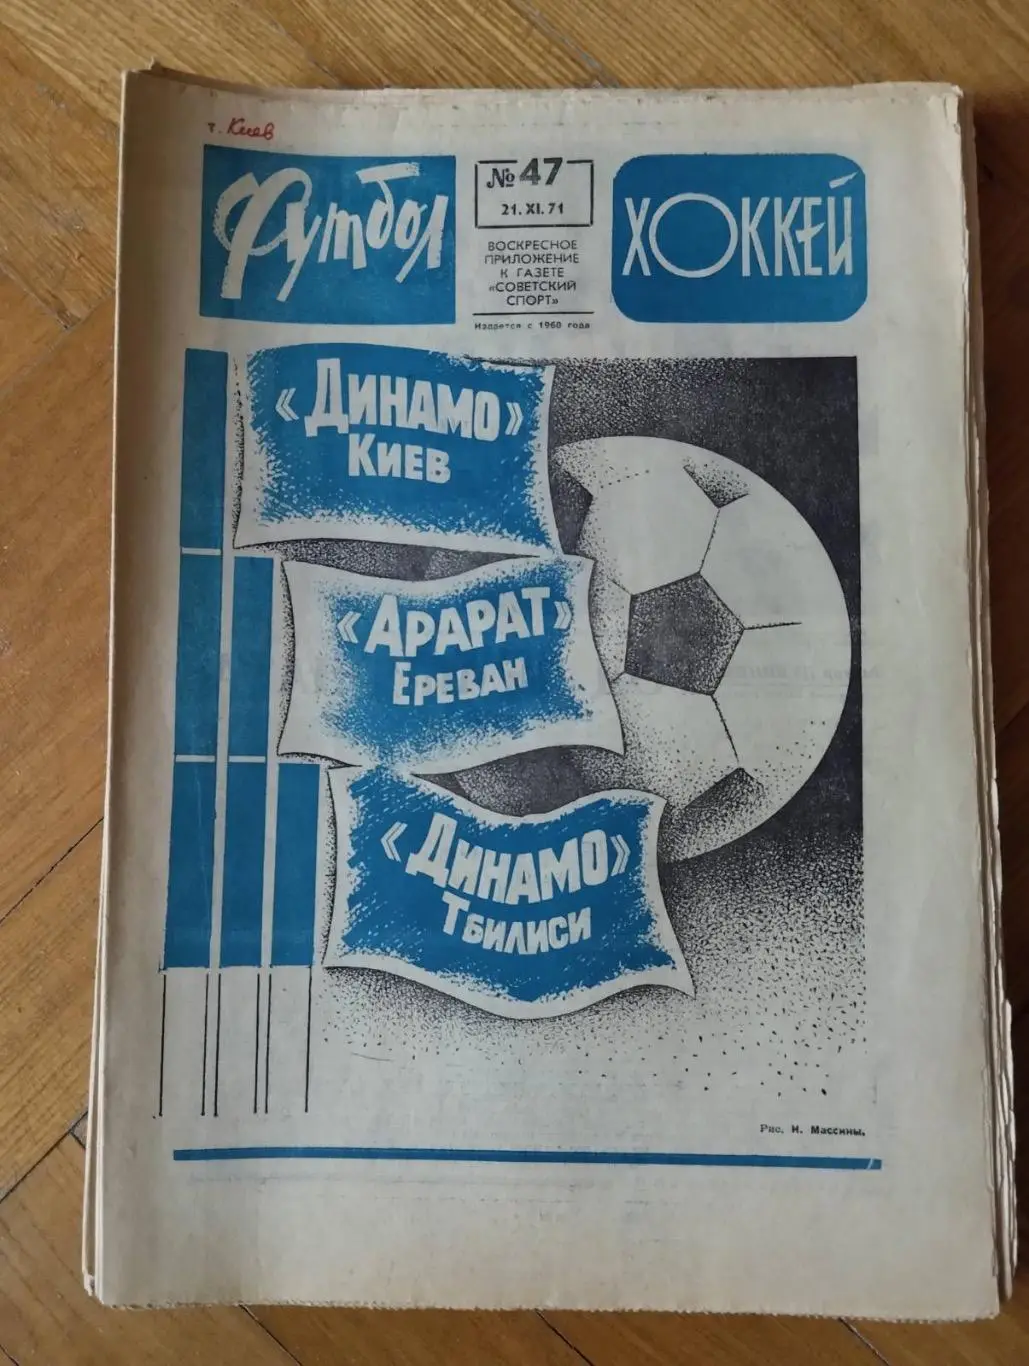 г. Киев
Футбол
№ 47
21. XI. 71
ВОСКРЕСНОЕ
ПРИЛОЖЕНИЕ
К ГАЗЕТЕ
«СОВЕТСКИЙ
СПОРТ»
Издается с 1960 года
ХОККЕЙ
«ДИНАМО»
КИЕВ
«АРАРАТ»
ЕРЕВАН
«ДИНАМО»
ТБИЛИСИ
Рис. И. Массины.